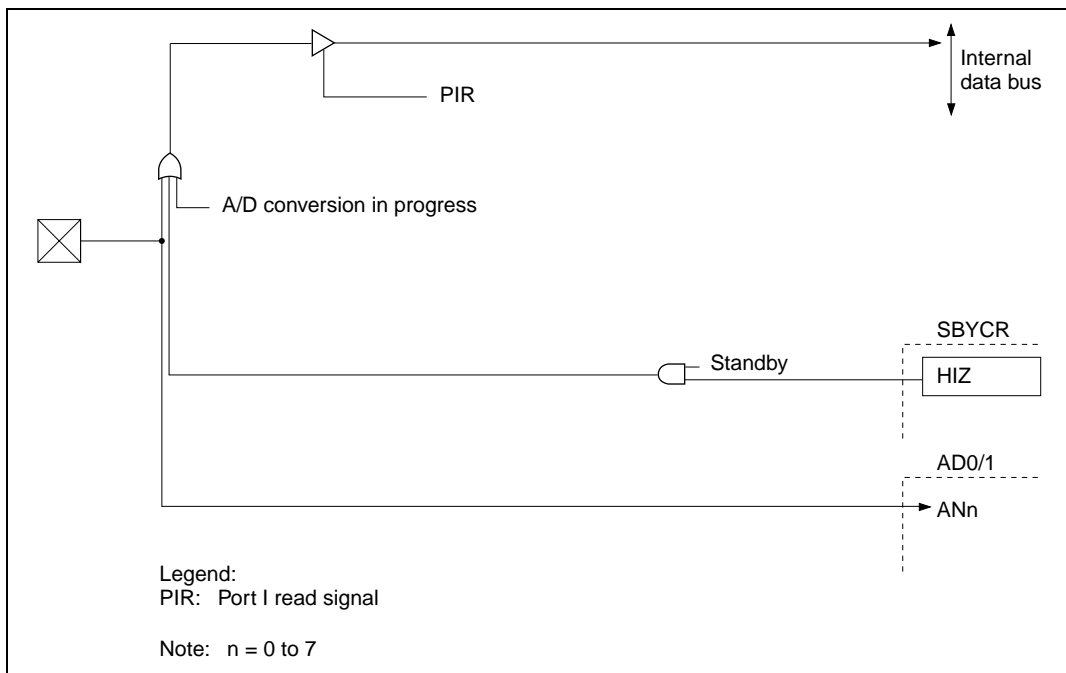 Internal
data bus
PIR
A/D conversion in progress
SBYCR
Standby
HIZ
AD0/1
ANn
Legend:
PIR: Port I read signal
Note: n = 0 to 7